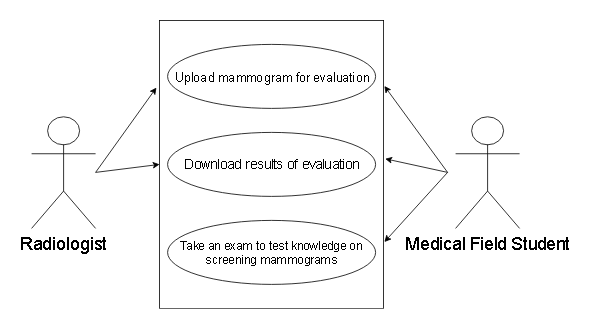 Upload mammogram for evaluation
Download results of evaluation
Take an exam to test knowledge on
screening mammograms
Radiologist
Medical Field Student